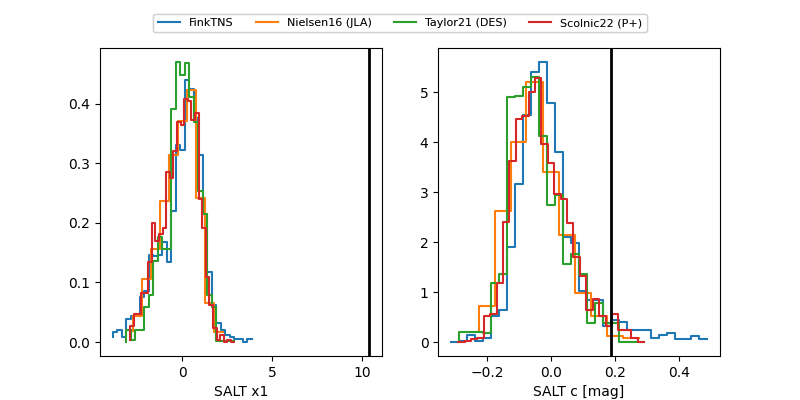 FinkTNS Nielsen16 (JLA) Taylor21 (DES) Scolnic22 (P+)
0.4
0.3
0.2
0.1
0.0
0 5 10
SALT x1
5
4
3
2
1
0
−0.2 0.0 0.2 0.4
SALT c [mag]